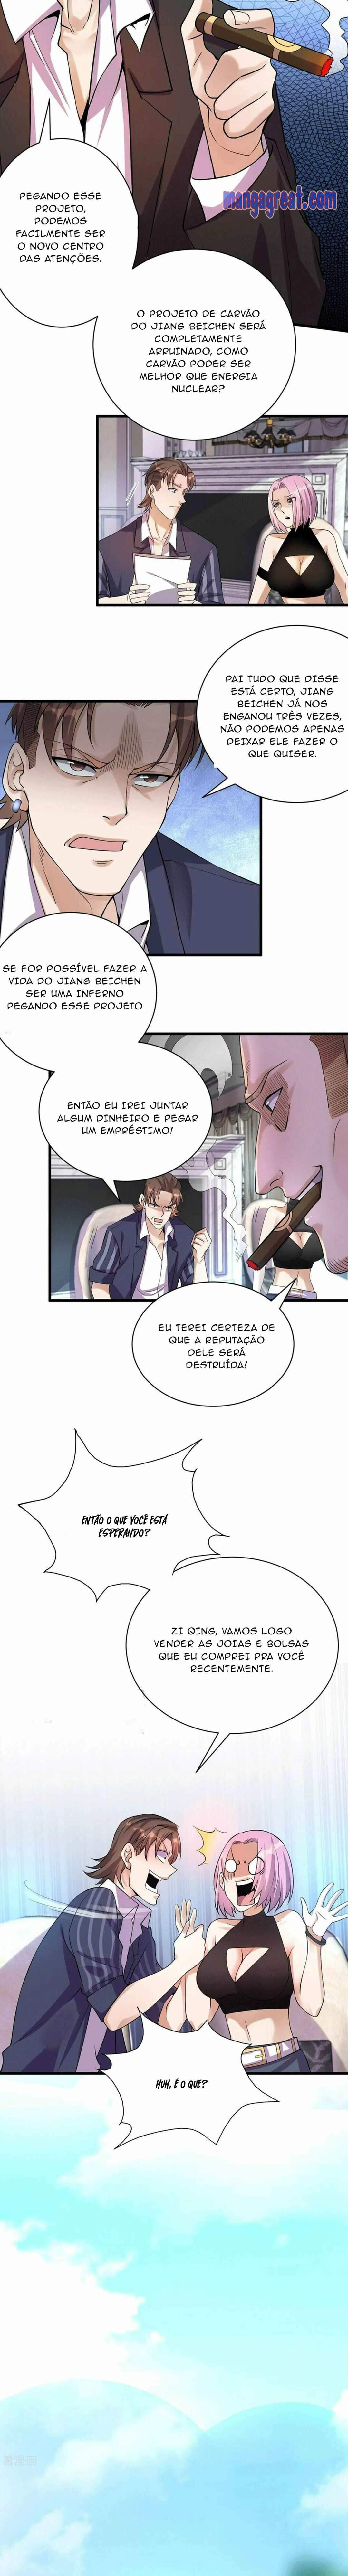 mangagreat.com
PEGANDO ESSE
PROJETO,
PODEMOS
FACILMENTE SER
O NOVO CENTRO
DAS ATENÇÕES.
O PROJETO DE CARVÃO
DO JIANG BEICHEN SERÁ
COMPLETAMENTE
ARRUINADO, COMO
CARVÃO PODER SER
MELHOR QUE ENERGIA
NUCLEAR?
PAI TUDO QUE DISSE
ESTÁ CERTO, JIANG
BEICHEN JÁ NOS
ENGANOU TRÊS VEZES,
NÃO PODEMOS APENAS
DEIXAR ELE FAZER O
QUE QUISER.
SE FOR POSSÍVEL FAZER A
VIDA DO JIANG BEICHEN
SER UMA INFERNO
PEGANDO ESSE PROJETO
ENTÃO EU IREI JUNTAR
ALGUM DINHEIRO E PEGAR
UM EMPRÉSTIMO!
EU TEREI CERTEZA DE
QUE A REPUTAÇÃO
DELE SERÁ
DESTRUÍDA!
ENTÃO O QUE VOCÊ ESTÁ
ESPERANDO?
ZI QING, VAMOS LOGO
VENDER AS JOIAS E BOLSAS
QUE EU COMPREI PRA VOCÊ
RECENTEMENTE.
HUH, É O QUE?